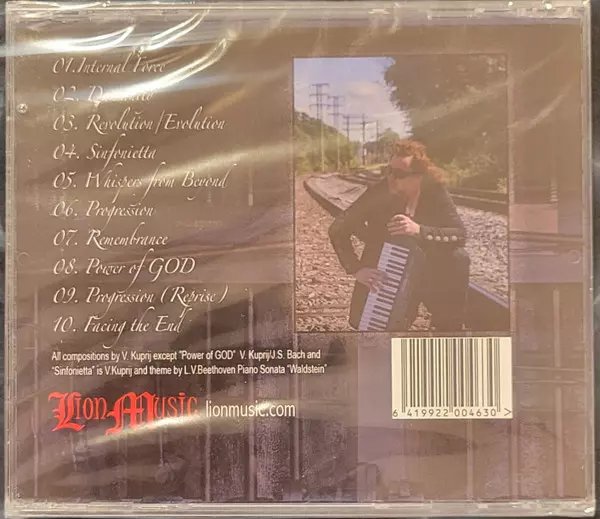 01.Internal Force
02.
03. Revolution/Evolution
04. Sinfonietta
05. Whispers from Beyond
06. Progression
07. Remembrance
08. Power of GOD
09. Progression (Reprise)
10. Facing the End
All compositions by V. Kuprij except "Power of GOD" V. Kuprij/J.S. Bach and
"Sinfonietta" is V.Kuprij and theme by L.V.Beethoven Piano Sonata "Waldstein"
Lion Music lionmusic.com
6 419922 004630 >